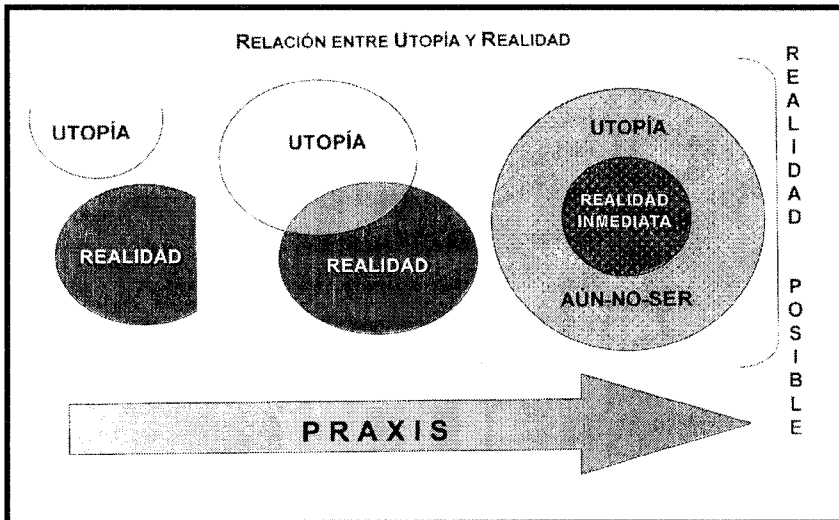 RELACIÓN ENTRE UTOPÍA Y REALIDAD
UTOPÍA
REALIDAD
UTOPÍA
REALIDAD
UTOPÍA
REALIDAD
INMEDIATA
AÚN-NO-SER
REALIDAD POSIBLE
PRAXIS